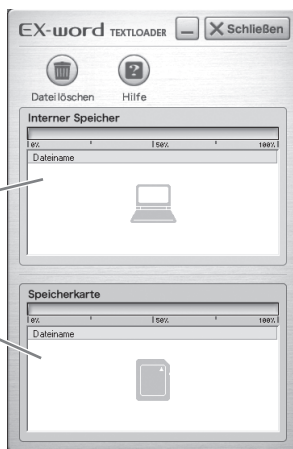 EX-word TEXTLOADER Schließen
Datei löschen Hilfe
Interner Speicher
0% 50% 100%
Dateiname
Speicherkarte
0% 50% 100%
Dateiname